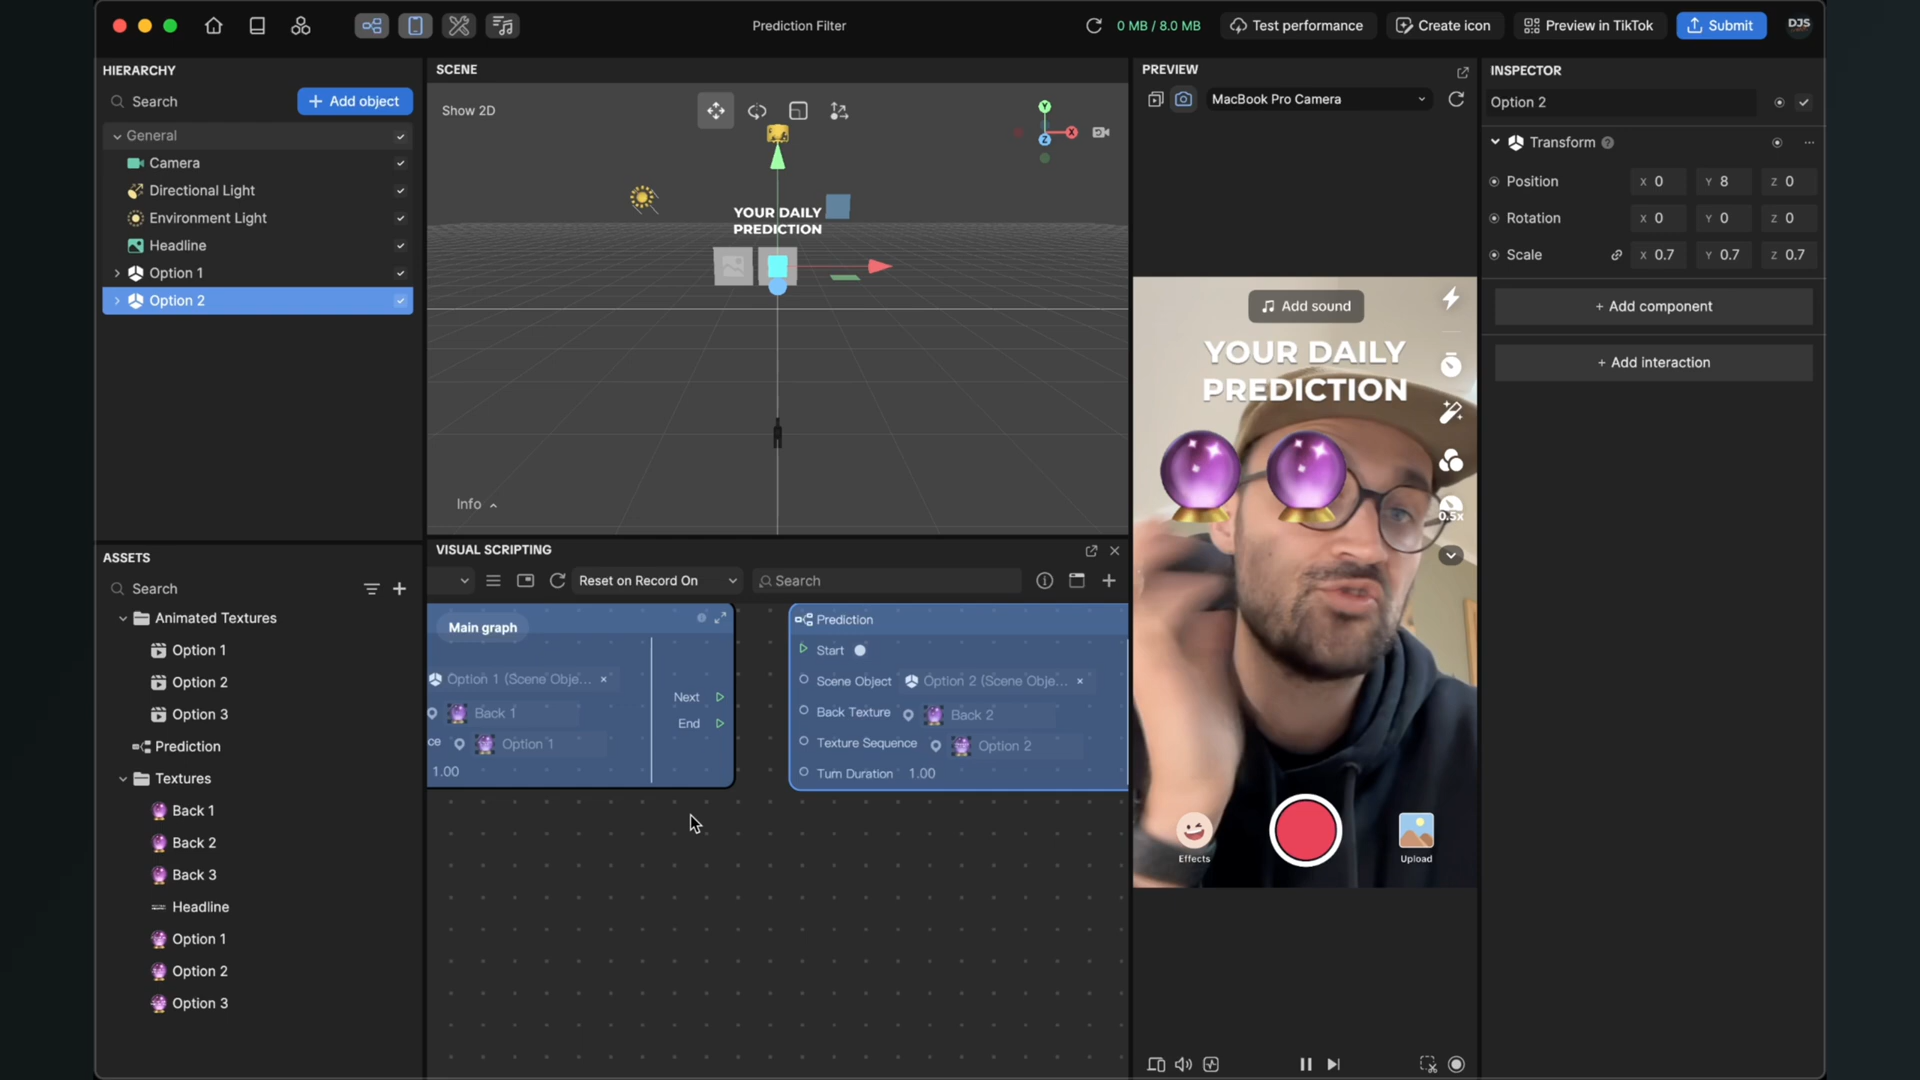 Prediction Filter
0 MB / 8.0 MB
Test performance
Create icon
Preview in TikTok
Submit
DJS
HIERARCHY
Search
+ Add object
General
Camera
Directional Light
Environment Light
Headline
Option 1
Option 2
SCENE
Show 2D
Y
X
Z
YOUR DAILY
PREDICTION
Info
PREVIEW
MacBook Pro Camera
Add sound
YOUR DAILY
PREDICTION
0.5x
Effects
Upload
INSPECTOR
Option 2
Transform
Position X 0 Y 8 Z 0
Rotation X 0 Y 0 Z 0
Scale X 0.7 Y 0.7 Z 0.7
+ Add component
+ Add interaction
ASSETS
Search
Animated Textures
Option 1
Option 2
Option 3
Prediction
Textures
Back 1
Back 2
Back 3
Headline
Option 1
Option 2
Option 3
VISUAL SCRIPTING
Reset on Record On
Search
Main graph
Option 1 (Scene Obje... ×
Back 1
ce Option 1
1.00
Next
End
Prediction
Start
Scene Object Option 2 (Scene Obje... ×
Back Texture Back 2
Texture Sequence Option 2
Turn Duration 1.00